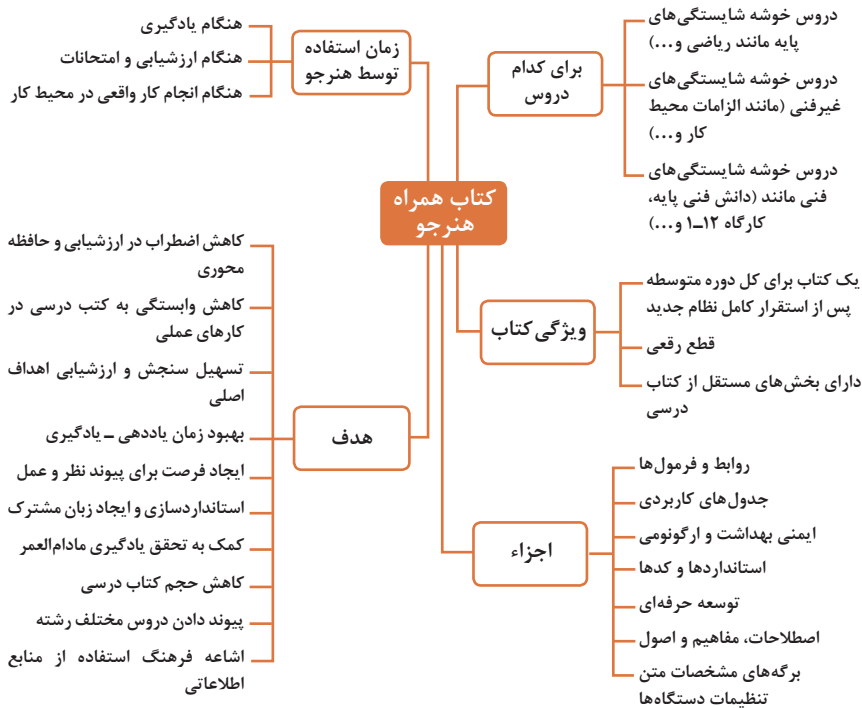 کتاب همراه
هنرجو
برای کدام
دروس
دروس خوشه شایستگی‌های
پایه مانند ریاضی و...)
دروس خوشه شایستگی‌های
غیرفنی (مانند الزامات محیط
کار و...)
دروس خوشه شایستگی‌های
فنی مانند (دانش فنی پایه،
کارگاه ۱۲ـ۱ و...)
ویژگی کتاب
یک کتاب برای کل دوره متوسطه
پس از استقرار کامل نظام جدید
قطع رقعی
دارای بخش‌های مستقل از کتاب
درسی
اجزاء
روابط و فرمول‌ها
جدول‌های کاربردی
ایمنی بهداشت و ارگونومی
استانداردها و کدها
توسعه حرفه‌ای
اصطلاحات، مفاهیم و اصول
برگه‌های مشخصات متن
تنظیمات دستگاه‌ها
زمان استفاده
توسط هنرجو
هنگام یادگیری
هنگام ارزشیابی و امتحانات
هنگام انجام کار واقعی در محیط کار
هدف
کاهش اضطراب در ارزشیابی و حافظه
محوری
کاهش وابستگی به کتب درسی در
کارهای عملی
تسهیل سنجش و ارزشیابی اهداف
اصلی
بهبود زمان یاددهی ـ یادگیری
ایجاد فرصت برای پیوند نظر و عمل
استانداردسازی و ایجاد زبان مشترک
کمک به تحقق یادگیری مادام‌العمر
کاهش حجم کتاب درسی
پیوند دادن دروس مختلف رشته
اشاعه فرهنگ استفاده از منابع
اطلاعاتی